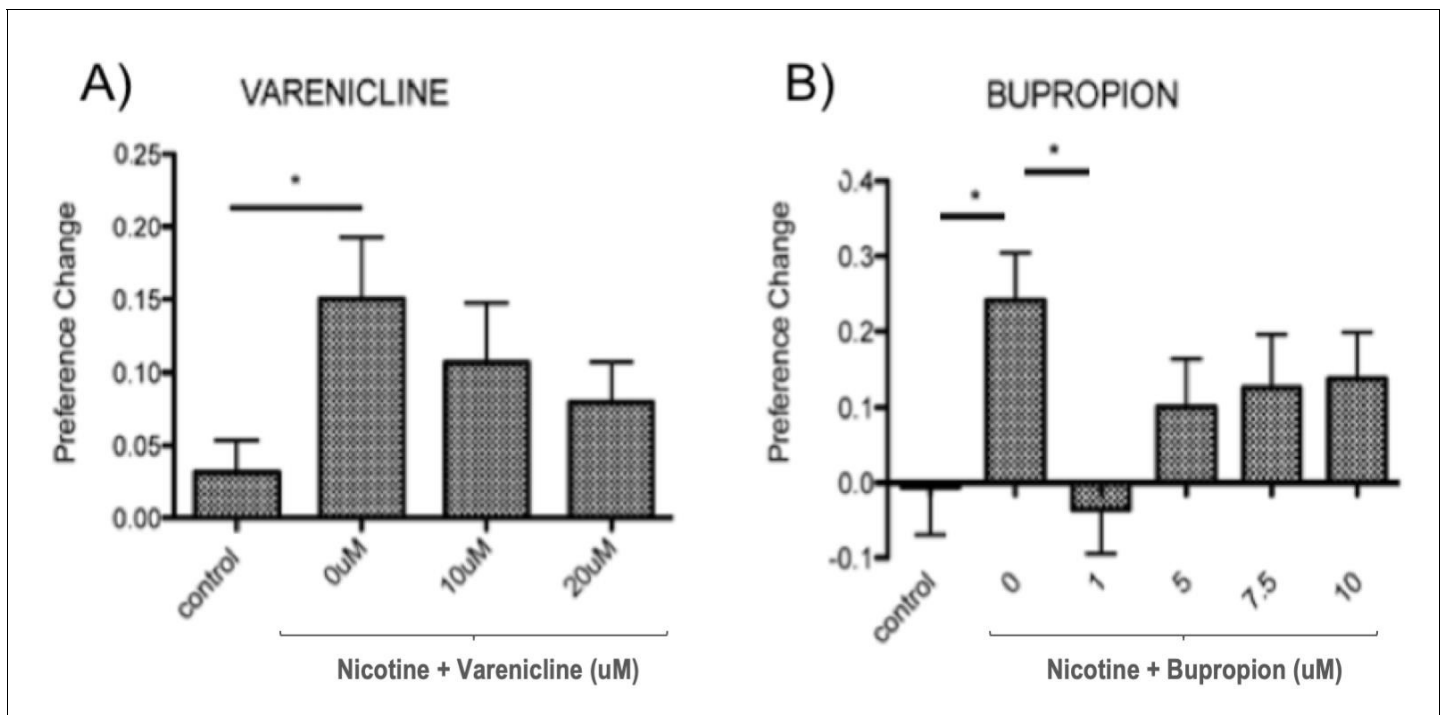 A)
VARENICLINE
Preference Change
0.25
0.20
0.15
0.10
0.05
0.00
*
control
0uM
10uM
20uM
Nicotine + Varenicline (uM)
B)
BUPROPION
Preference Change
0.4
0.3
0.2
0.1
0.0
-0.1
*
*
control
0
1
5
7.5
10
Nicotine + Bupropion (uM)